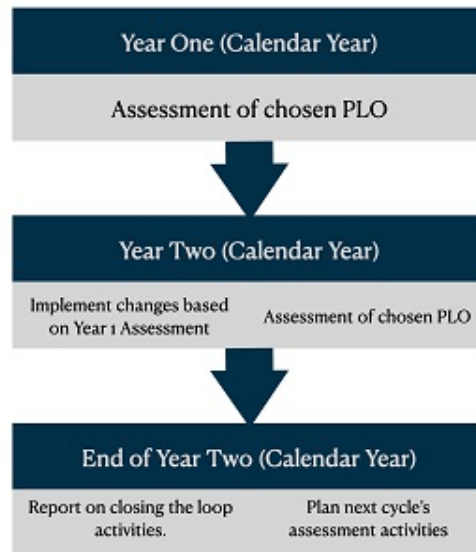 Year One (Calendar Year)
Assessment of chosen PLO
Year Two (Calendar Year)
Implement changes based
on Year 1 Assessment
Assessment of chosen PLO
End of Year Two (Calendar Year)
Report on closing the loop
activities.
Plan next cycle's
assessment activities